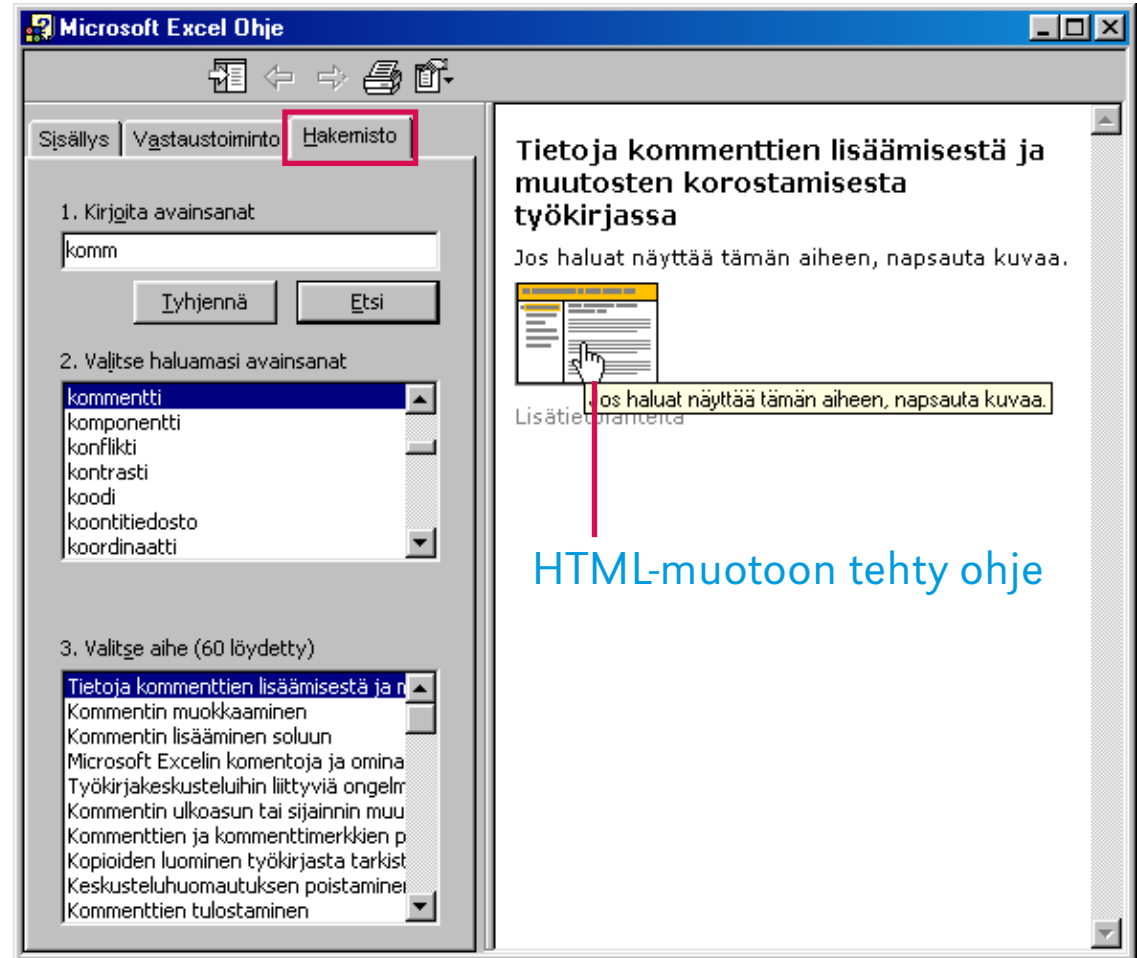 Microsoft Excel Ohje
Sisällys Vastaustoiminto Hakemisto
1. Kirjoita avainsanat
komm
Tyhjennä Etsi
2. Valitse haluamasi avainsanat
kommentti
komponentti
konflikti
kontrasti
koodi
koontitiedosto
koordinaatti
3. Valitse aihe (60 löydetty)
Tietoja kommenttien lisäämisestä ja
Kommentin muokkaaminen
Kommentin lisääminen soluun
Microsoft Excelin komentoja ja omina
Työkirjakeskusteluihin liittyviä ongelm
Kommentin ulkoasun tai sijainnin muu
Kommenttien ja kommenttimerkkien p
Kopioiden luominen työkirjasta tarkist
Keskusteluhuomautuksen poistaminen
Kommenttien tulostaminen
Tietoja kommenttien lisäämisestä ja
muutosten korostamisesta
työkirjassa
Jos haluat näyttää tämän aiheen, napsauta kuvaa.
Jos haluat näyttää tämän aiheen, napsauta kuvaa.
HTML-muotoon tehty ohje